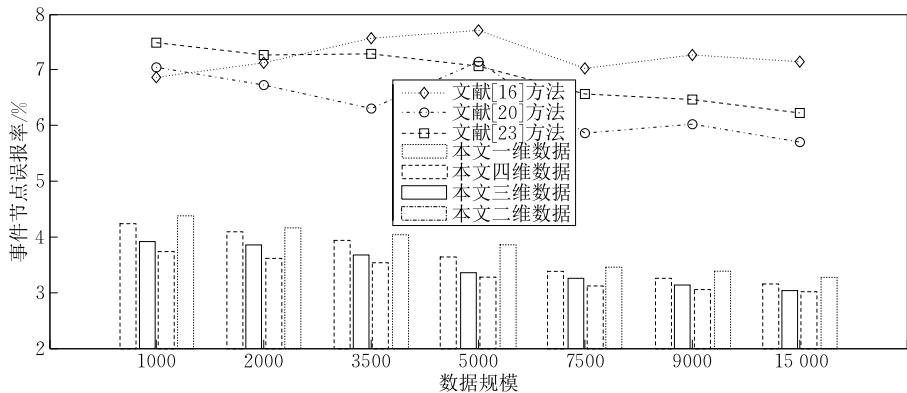 8
7
6
5
4
3
2
事件节点误报率/%
文献[16]方法
文献[20]方法
文献[23]方法
本文一维数据
本文四维数据
本文三维数据
本文二维数据
1000 2000 3500 5000 7500 9000 15 000
数据规模